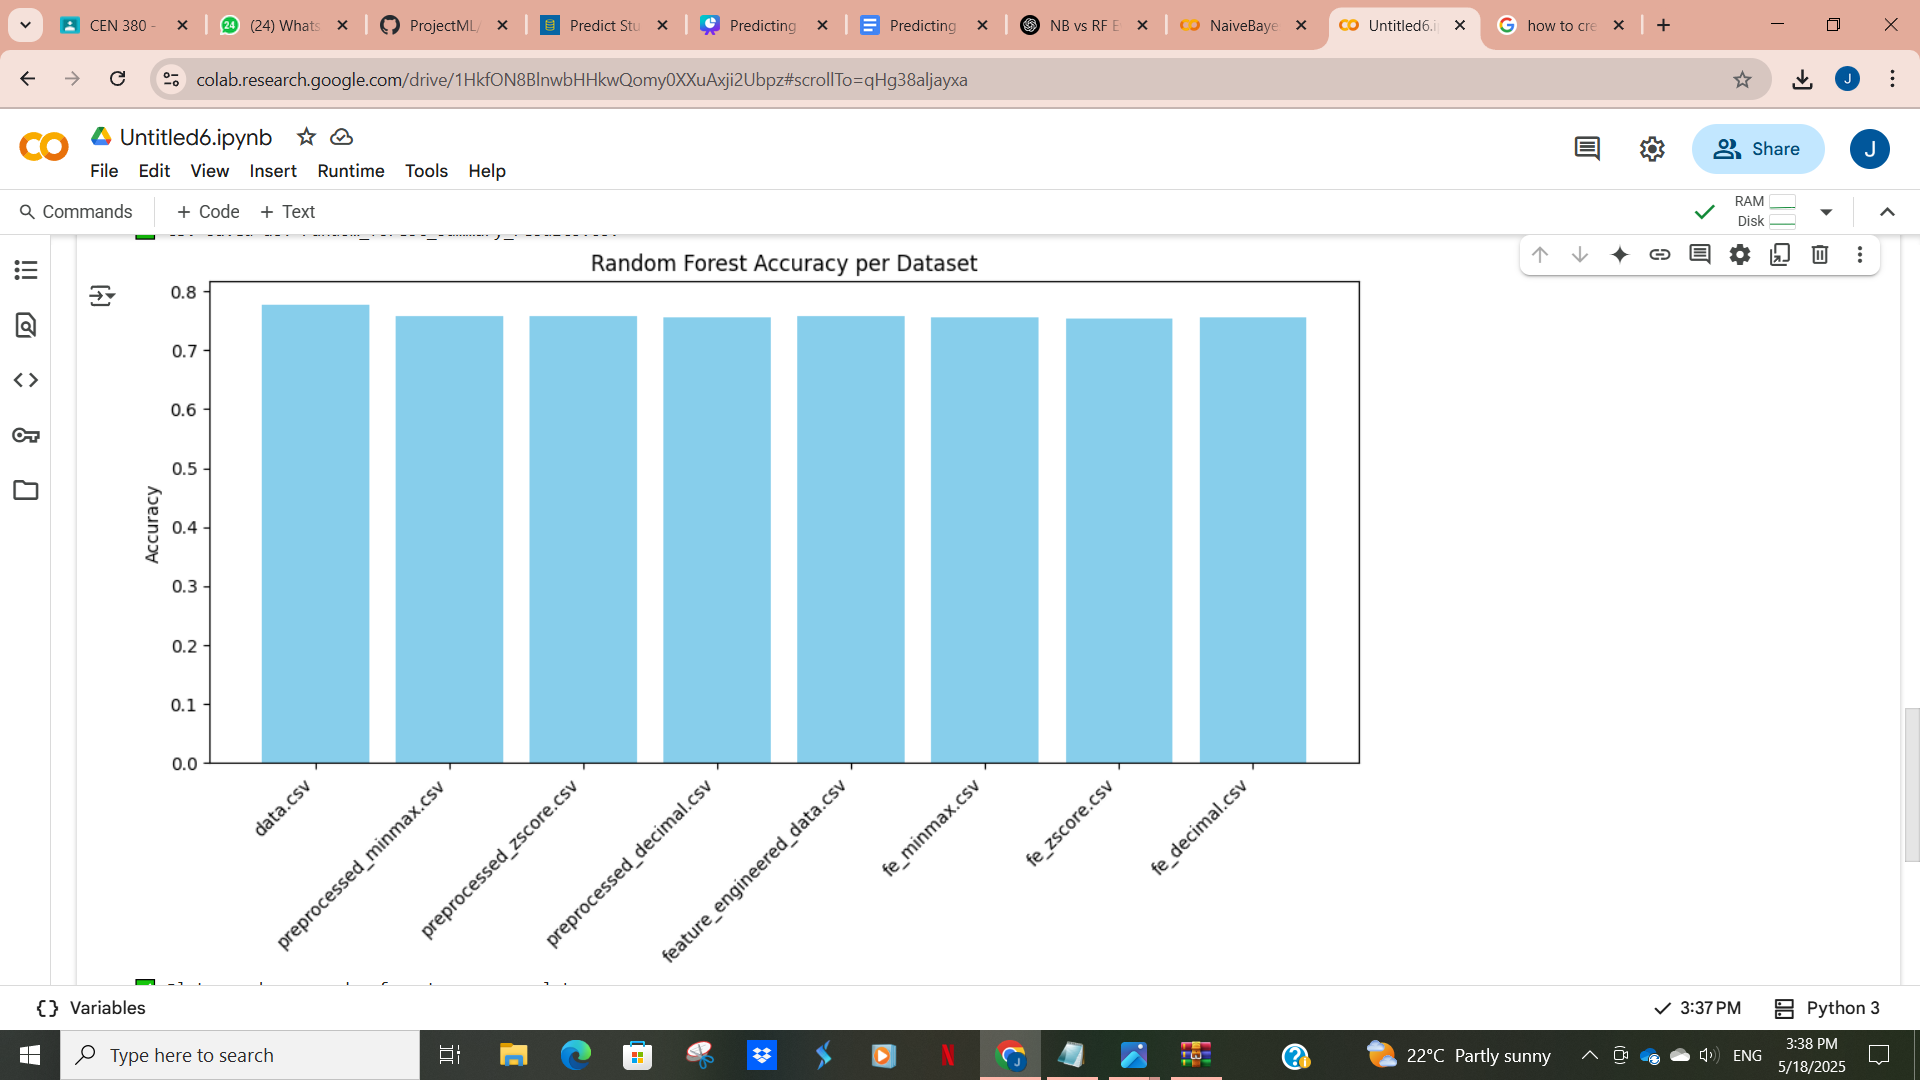 CEN 380 -
(24) Whats
ProjectML/
Predict Stu
Predicting
Predicting
NB vs RF E
NaiveBaye
Untitled6.i
how to cre
colab.research.google.com/drive/1HkfON8BlnwbHHkwQomy0XXuAxji2Ubpz#scrollTo=qHg38aljayxa
J
Untitled6.ipynb
File Edit View Insert Runtime Tools Help
Share
J
Commands
+ Code + Text
RAM
Disk
Random Forest Accuracy per Dataset
Accuracy
0.8
0.7
0.6
0.5
0.4
0.3
0.2
0.1
0.0
data.csv
preprocessed_minmax.csv
preprocessed_zscore.csv
preprocessed_decimal.csv
feature_engineered_data.csv
fe_minmax.csv
fe_zscore.csv
fe_decimal.csv
Variables
3:37 PM
Python 3
Type here to search
22°C Partly sunny
ENG
3:38 PM
5/18/2025